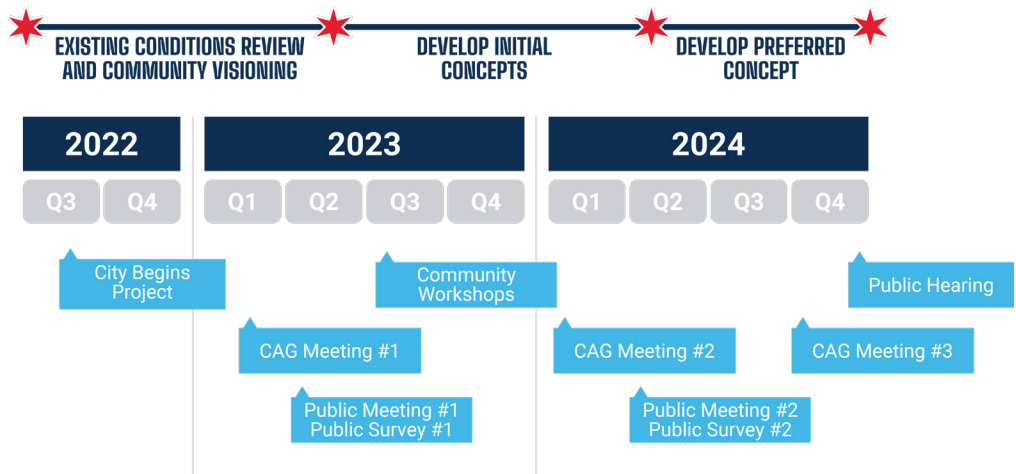 EXISTING CONDITIONS REVIEW
AND COMMUNITY VISIONING
DEVELOP INITIAL
CONCEPTS
DEVELOP PREFERRED
CONCEPT
2022
2023
2024
Q3
Q4
Q1
Q2
Q3
Q4
Q1
Q2
Q3
Q4
City Begins
Project
Community
Workshops
Public Hearing
CAG Meeting #1
CAG Meeting #2
CAG Meeting #3
Public Meeting #1
Public Survey #1
Public Meeting #2
Public Survey #2